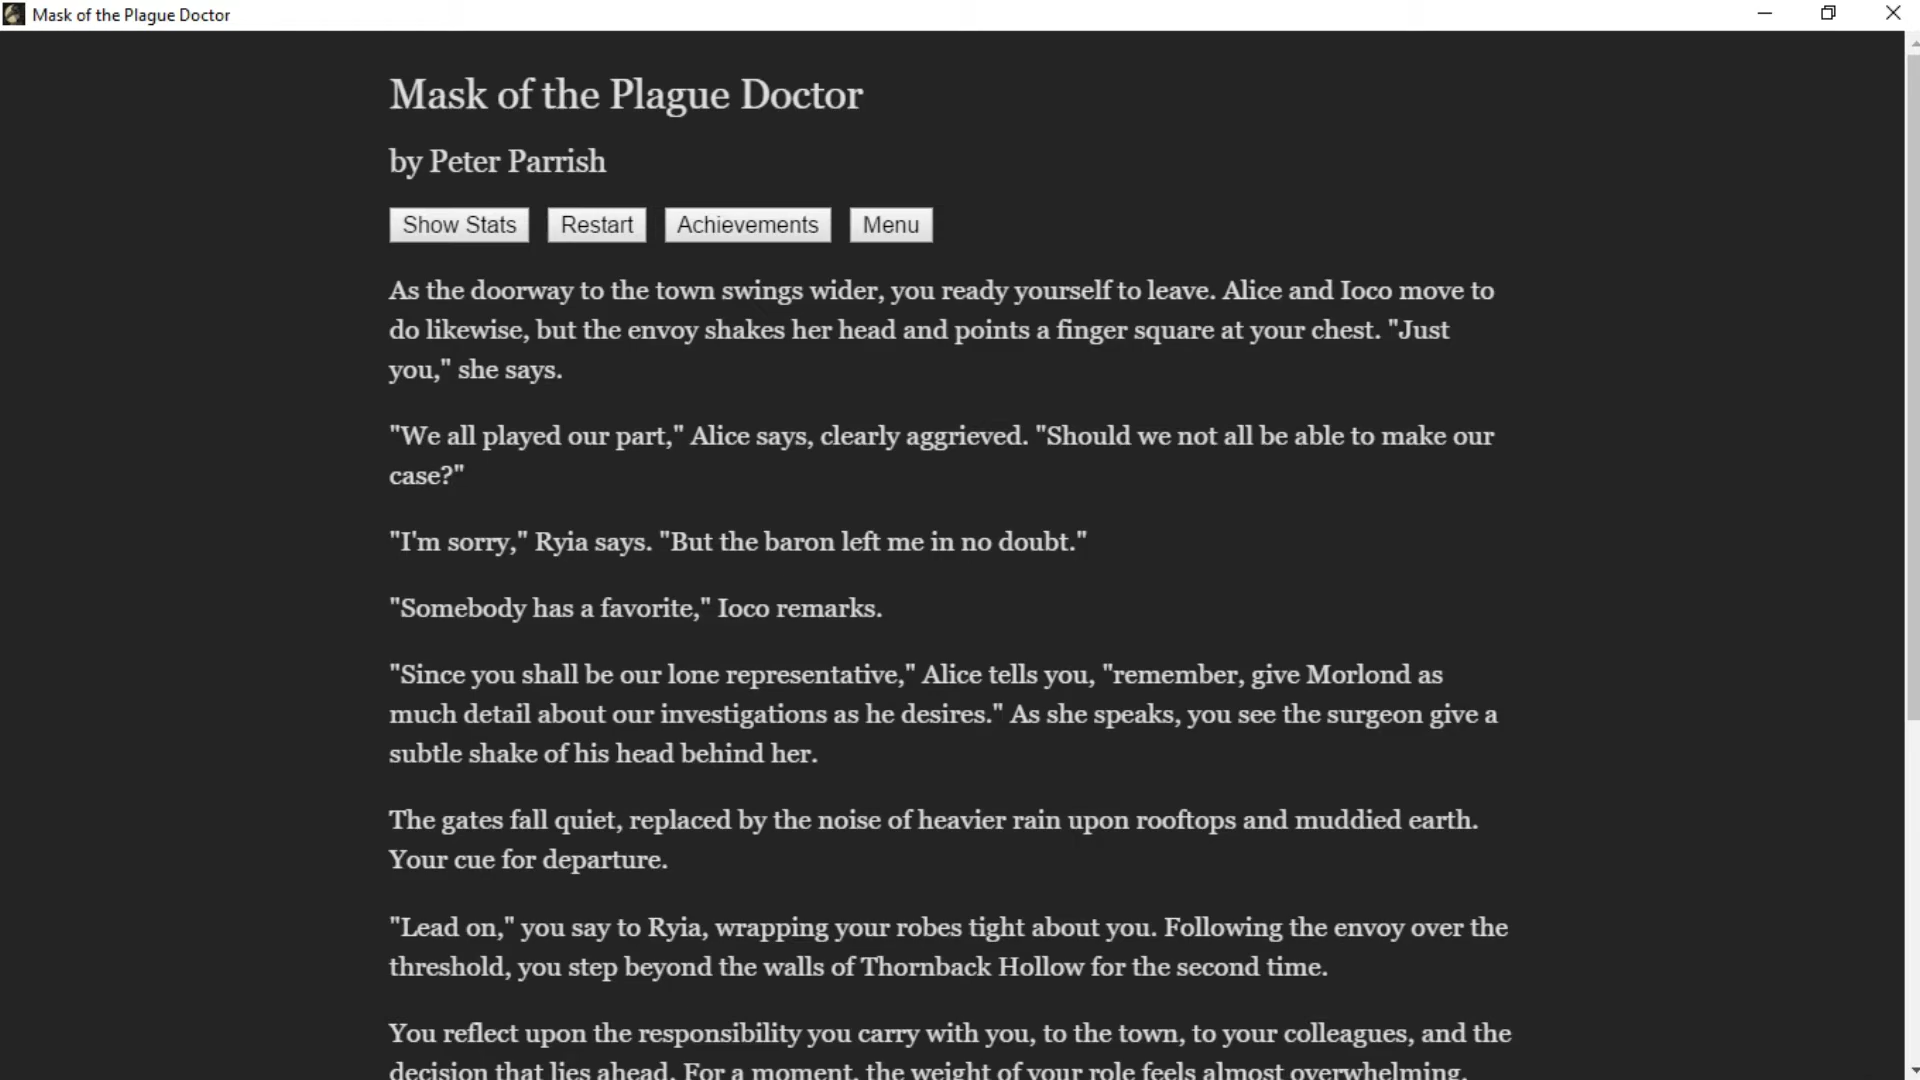 Mask of the Plague Doctor
Mask of the Plague Doctor
by Peter Parrish
Show Stats Restart Achievements Menu
As the doorway to the town swings wider, you ready yourself to leave. Alice and Ioco move to
do likewise, but the envoy shakes her head and points a finger square at your chest. "Just
you," she says.
"We all played our part," Alice says, clearly aggrieved. "Should we not all be able to make our
case?"
"I'm sorry," Ryia says. "But the baron left me in no doubt."
"Somebody has a favorite," Ioco remarks.
"Since you shall be our lone representative," Alice tells you, "remember, give Morlond as
much detail about our investigations as he desires." As she speaks, you see the surgeon give a
subtle shake of his head behind her.
The gates fall quiet, replaced by the noise of heavier rain upon rooftops and muddied earth.
Your cue for departure.
"Lead on," you say to Ryia, wrapping your robes tight about you. Following the envoy over the
threshold, you step beyond the walls of Thornback Hollow for the second time.
You reflect upon the responsibility you carry with you, to the town, to your colleagues, and the
decision that lies ahead. For a moment, the weight of your role feels almost overwhelming.